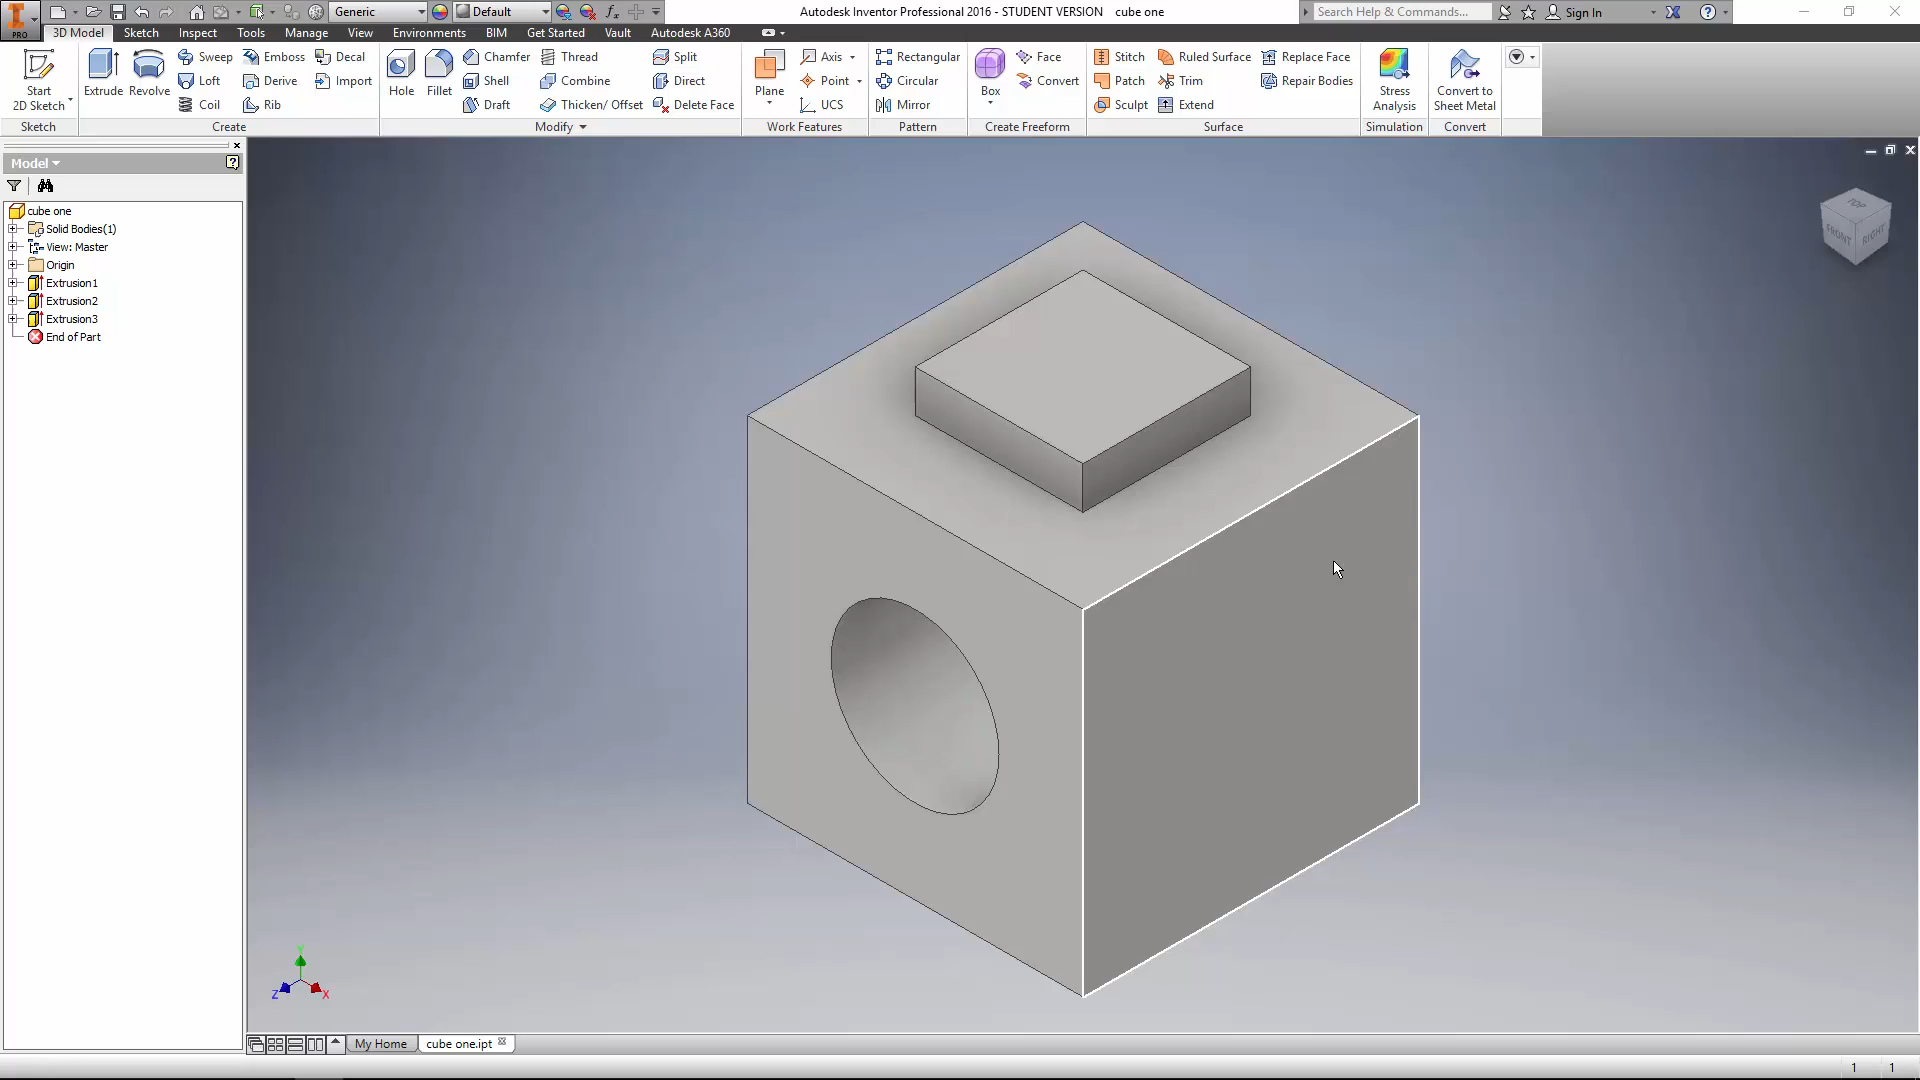 PRO
Generic
Default
Autodesk Inventor Professional 2016 - STUDENT VERSION cube one
Search Help & Commands...
Sign In
3D Model Sketch Inspect Tools Manage View Environments BIM Get Started Vault Autodesk A360
Start
2D Sketch
Extrude Revolve
Sweep Emboss Decal
Loft Derive Import
Coil Rib
Hole Fillet
Chamfer Thread Split
Shell Combine Direct
Draft Thicken/ Offset Delete Face
Plane
Axis
Point
UCS
Rectangular
Circular
Mirror
Box
Face
Convert
Stitch Ruled Surface Replace Face
Patch Trim Repair Bodies
Sculpt Extend
Stress
Analysis
Convert to
Sheet Metal
Sketch Create Modify Work Features Pattern Create Freeform Surface Simulation Convert
Model
cube one
Solid Bodies(1)
View: Master
Origin
Extrusion1
Extrusion2
Extrusion3
End of Part
TOP
FRONT RIGHT
Y
Z X
My Home cube one.ipt
1 1